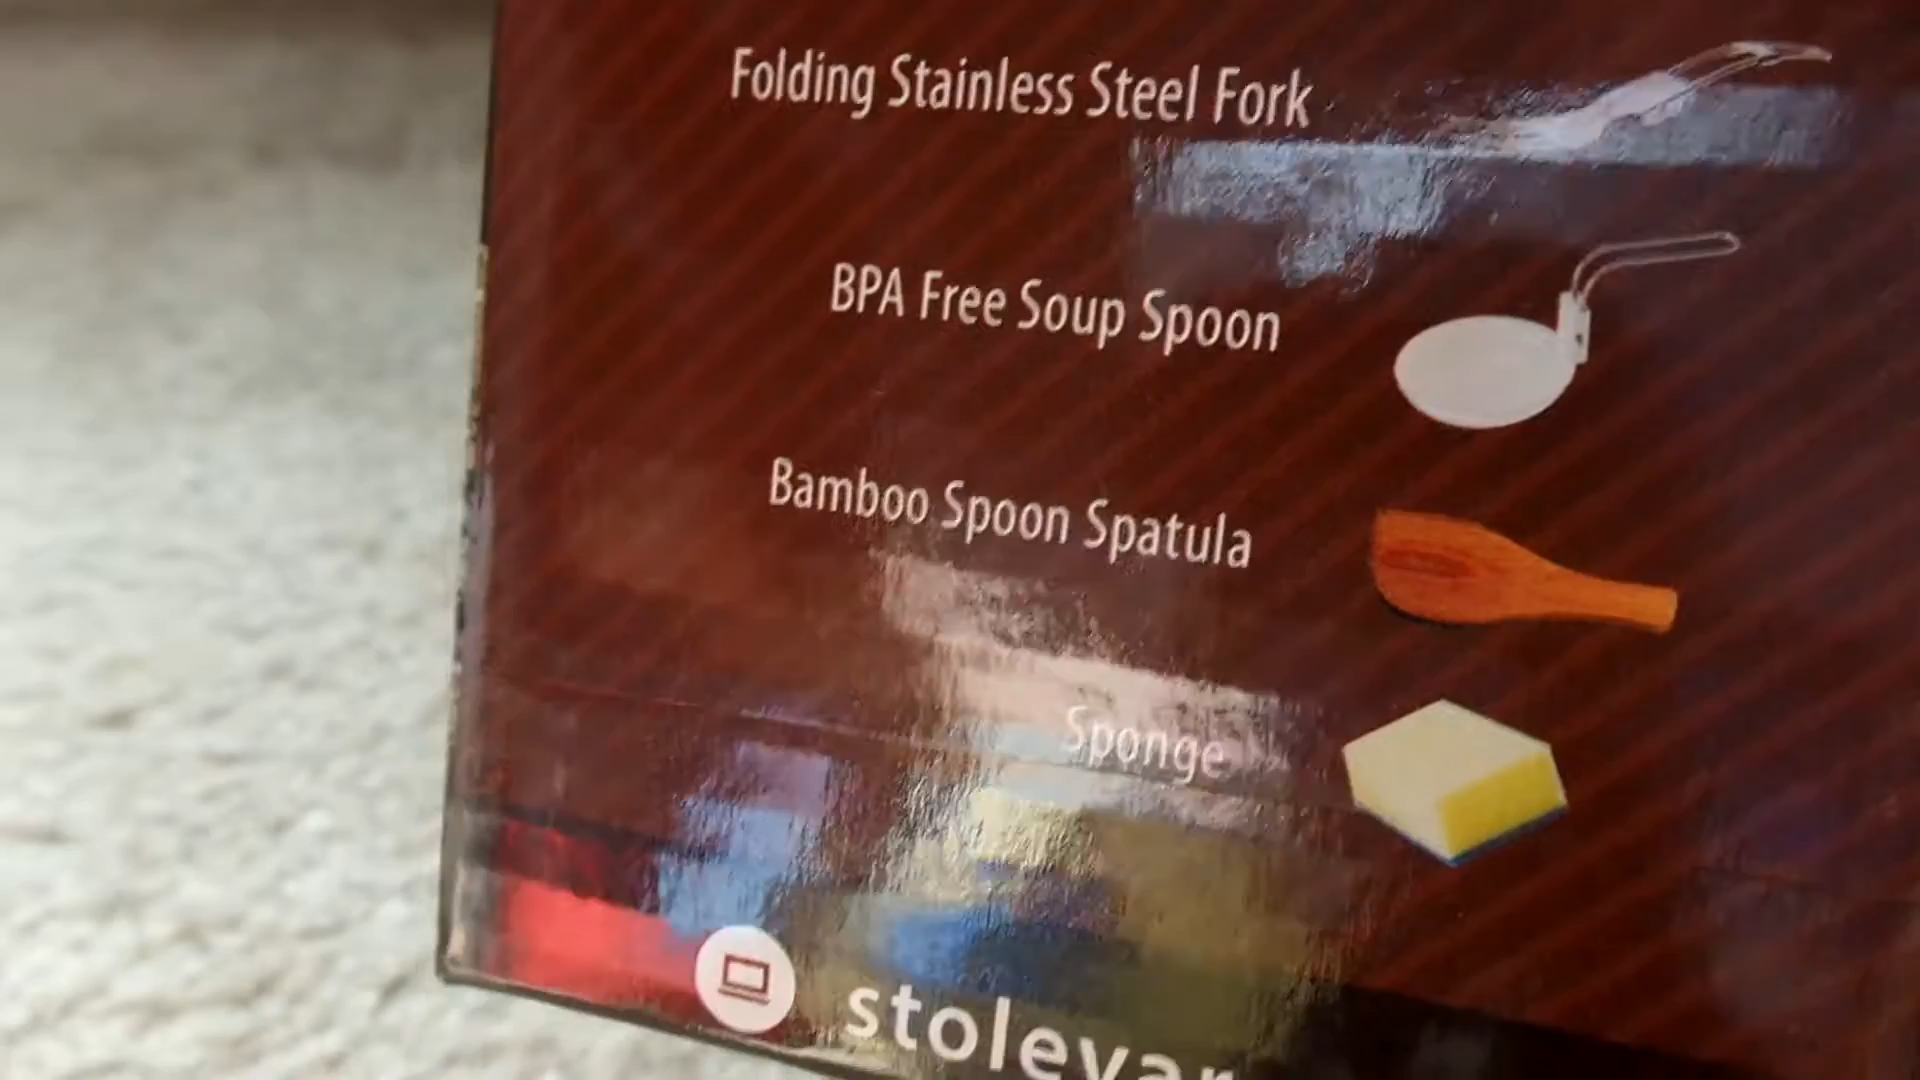 Folding Stainless Steel Fork
BPA Free Soup Spoon
Bamboo Spoon Spatula
Sponge